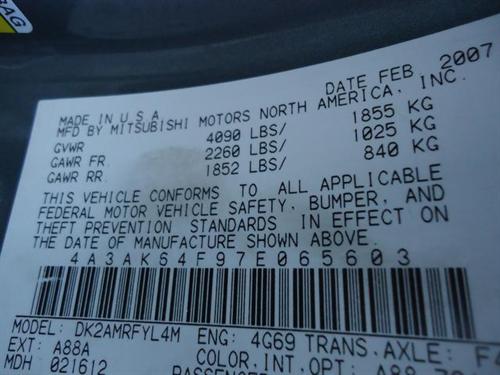 BAG
DATE FEB 2007
MADE IN U.S.A.
MFD BY MITSUBISHI MOTORS NORTH AMERICA, INC.
GVWR 4090 LBS/ 1855 KG
GAWR FR. 2260 LBS/ 1025 KG
GAWR RR. 1852 LBS/ 840 KG
THIS VEHICLE CONFORMS TO ALL APPLICABLE
FEDERAL MOTOR VEHICLE SAFETY, BUMPER, AND
THEFT PREVENTION STANDARDS IN EFFECT ON
THE DATE OF MANUFACTURE SHOWN ABOVE.
4A3AK64F97E065603
MODEL: DK2AMRFYL4M ENG: 4G69 TRANS.AXLE:
EXT: A88A COLOR.INT.OPT: A88
MDH 021612